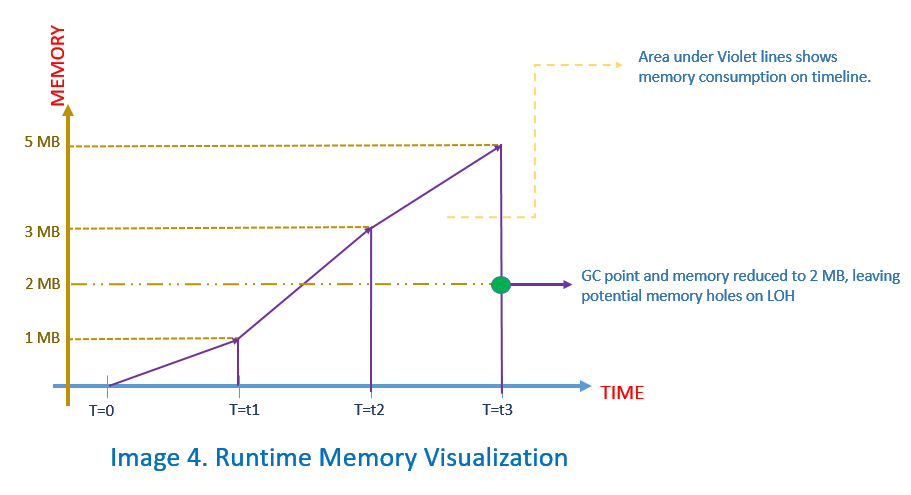 MEMORY
Area under Violet lines shows
memory consumption on timeline.
5 MB
3 MB
2 MB
GC point and memory reduced to 2 MB, leaving
potential memory holes on LOH
1 MB
TIME
T=0
T=t1
T=t2
T=t3
Image 4. Runtime Memory Visualization